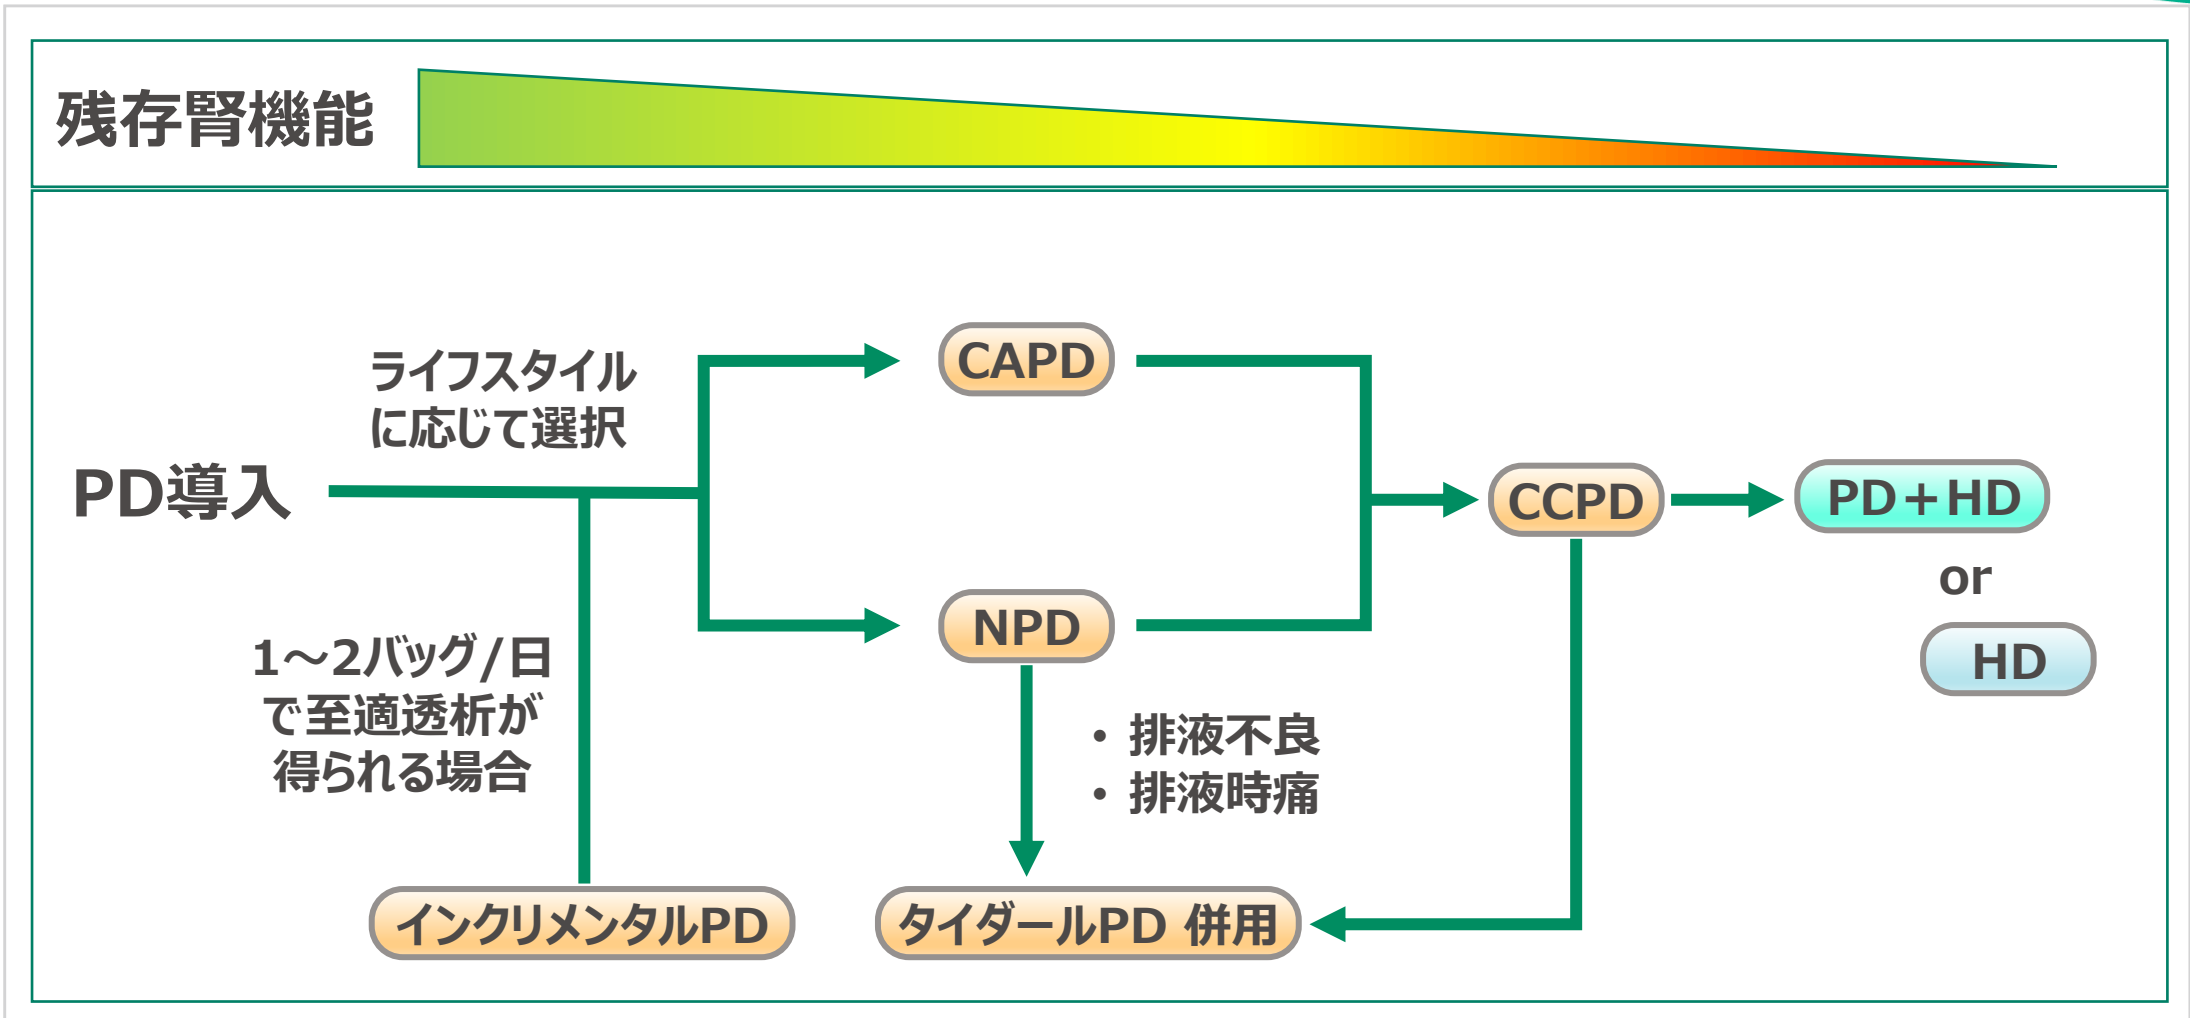 残存腎機能
ライフスタイル
に応じて選択
PD導入
1～2バッグ/日
で至適透析が
得られる場合
インクリメンタルPD
CAPD
NPD
・排液不良
・排液時痛
タイダールPD 併用
CCPD
PD＋HD
or
HD